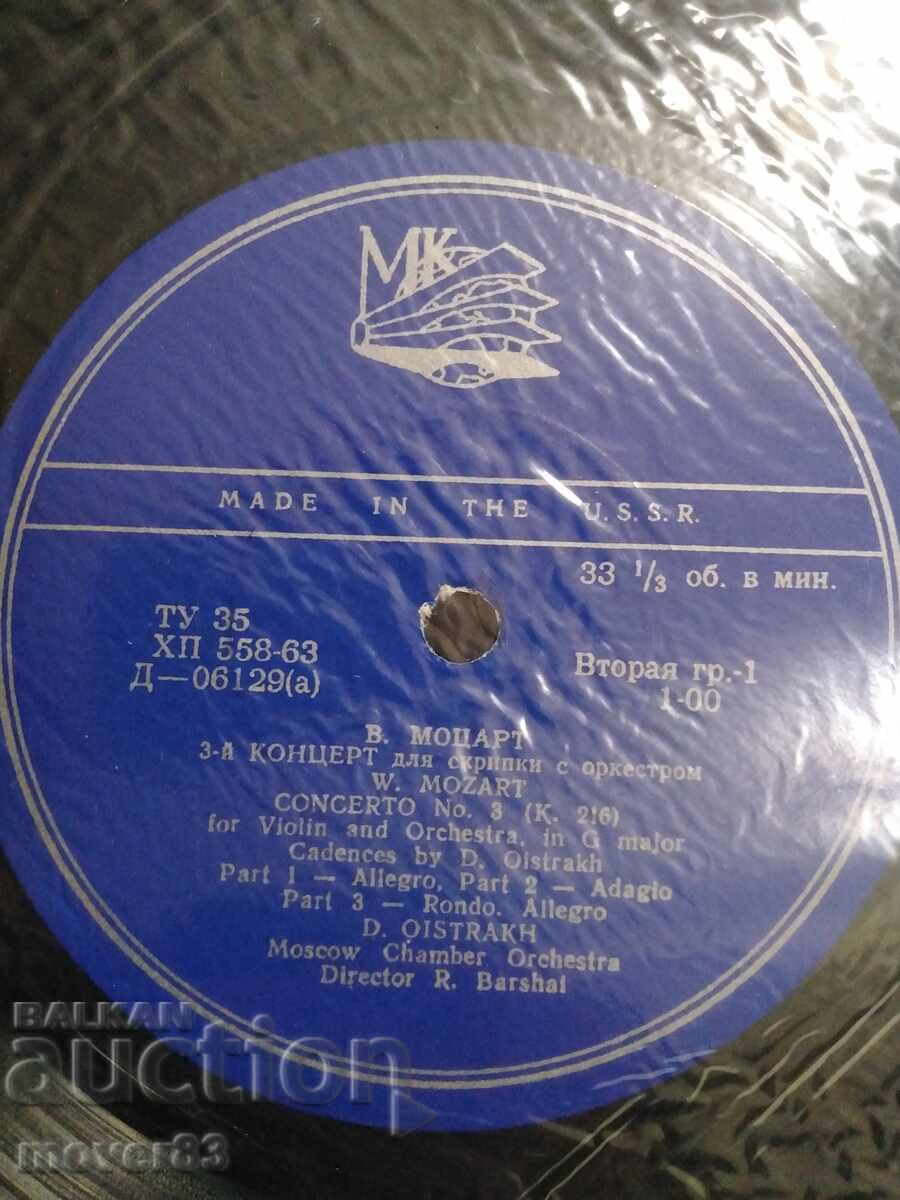 МК
MADE IN THE U.S.S.R.
33 1/3 об. в мин.
ТУ 35
ХП 558-63
Д—06129(а)
Вторая гр.-1
1-00
В. МОЦАРТ
3-й КОНЦЕРТ для скрипки с оркестром
W. MOZART
CONCERTO No. 3 (K. 216)
for Violin and Orchestra, in G major
Cadences by D. Oistrakh
Part 1 — Allegro, Part 2 — Adagio
Part 3 — Rondo. Allegro
D. OISTRAKH
Moscow Chamber Orchestra
Director R. Barshai
BALKAN
auction
mover83